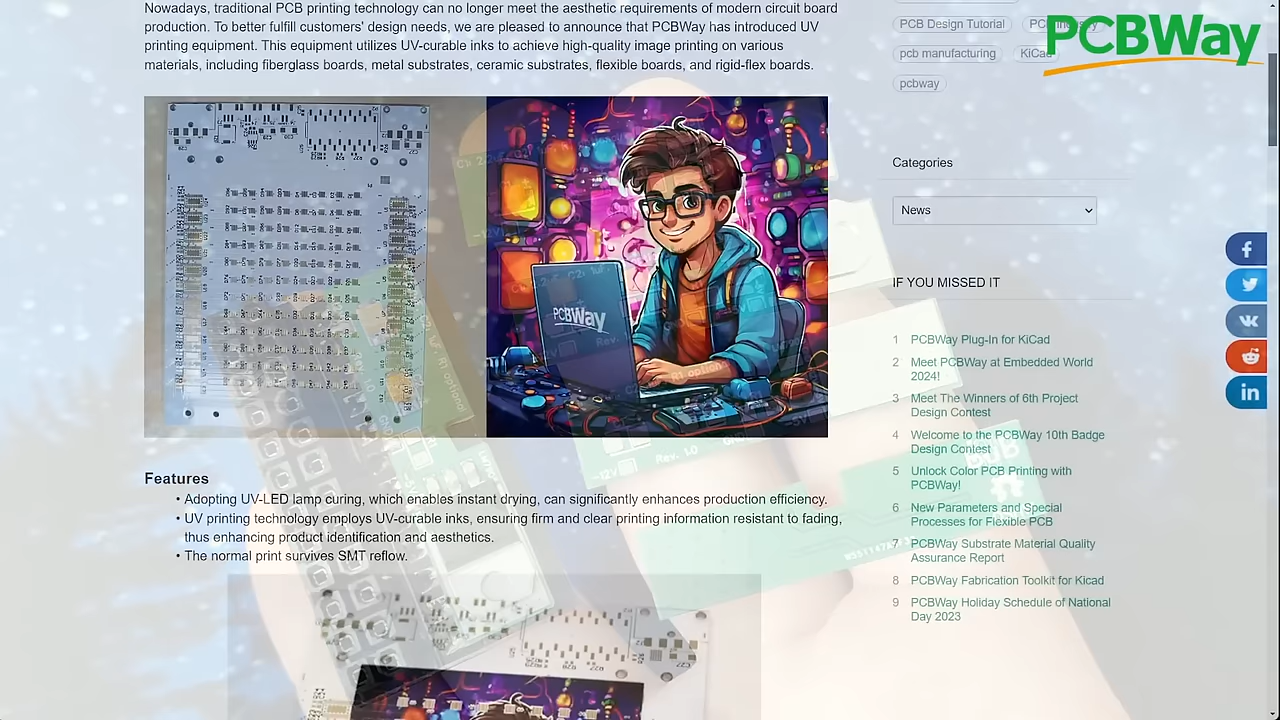 Nowadays, traditional PCB printing technology can no longer meet the aesthetic requirements of modern circuit board
production. To better fulfill customers' design needs, we are pleased to announce that PCBWay has introduced UV
printing equipment. This equipment utilizes UV-curable inks to achieve high-quality image printing on various
materials, including fiberglass boards, metal substrates, ceramic substrates, flexible boards, and rigid-flex boards.
PCBWay
Features
• Adopting UV-LED lamp curing, which enables instant drying, can significantly enhances production efficiency.
• UV printing technology employs UV-curable inks, ensuring firm and clear printing information resistant to fading,
thus enhancing product identification and aesthetics.
• The normal print survives SMT reflow.
PCBWay
PCB Design Tutorial
pcb manufacturing
KiCad
pcbway
Categories
News
IF YOU MISSED IT
1 PCBWay Plug-In for KiCad
2 Meet PCBWay at Embedded World
2024!
3 Meet The Winners of 6th Project
Design Contest
4 Welcome to the PCBWay 10th Badge
Design Contest
5 Unlock Color PCB Printing with
PCBWay!
6 New Parameters and Special
Processes for Flexible PCB
7 PCBWay Substrate Material Quality
Assurance Report
8 PCBWay Fabrication Toolkit for Kicad
9 PCBWay Holiday Schedule of National
Day 2023
R1 optional
-12V
Rev. 1.0
GND
-5V